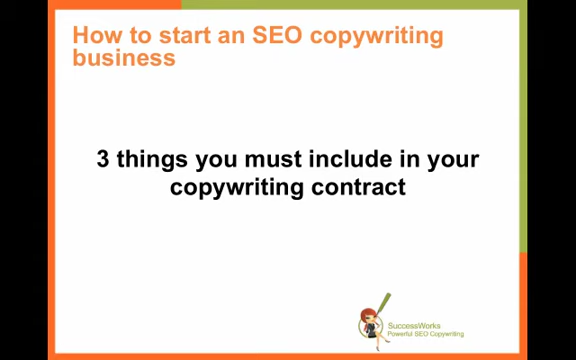 How to start an SEO copywriting
business
3 things you must include in your
copywriting contract
SuccessWorks
Powerful SEO Copywriting